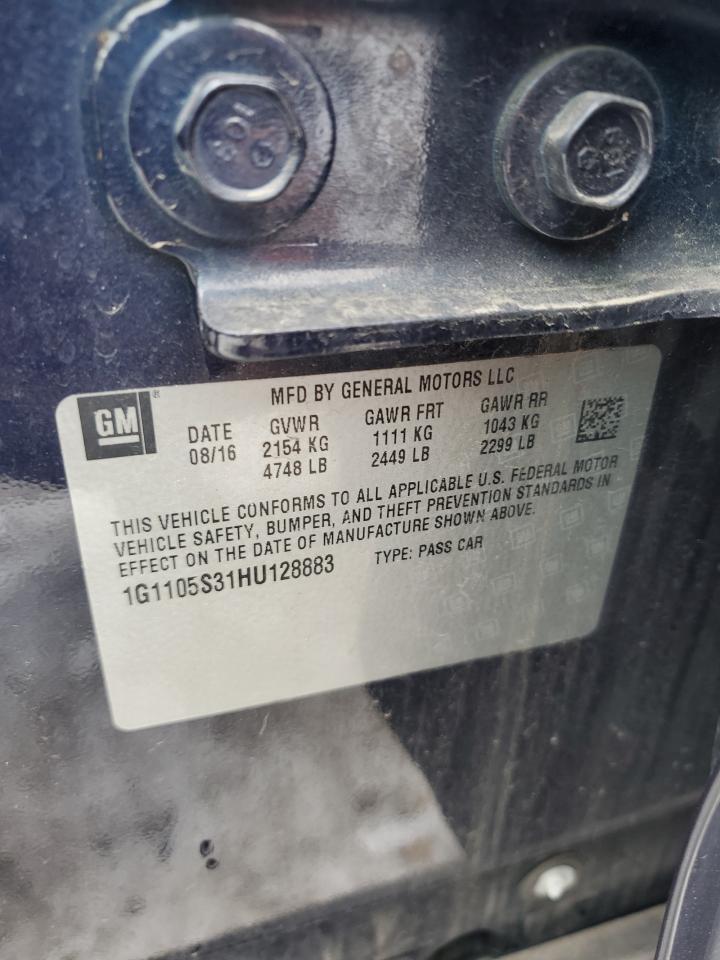 GM
MFD BY GENERAL MOTORS LLC
DATE GVWR GAWR FRT GAWR RR
08/16 2154 KG 1111 KG 1043 KG
4748 LB 2449 LB 2299 LB
THIS VEHICLE CONFORMS TO ALL APPLICABLE U.S. FEDERAL MOTOR
VEHICLE SAFETY, BUMPER, AND THEFT PREVENTION STANDARDS IN
EFFECT ON THE DATE OF MANUFACTURE SHOWN ABOVE.
1G1105S31HU128883 TYPE: PASS CAR